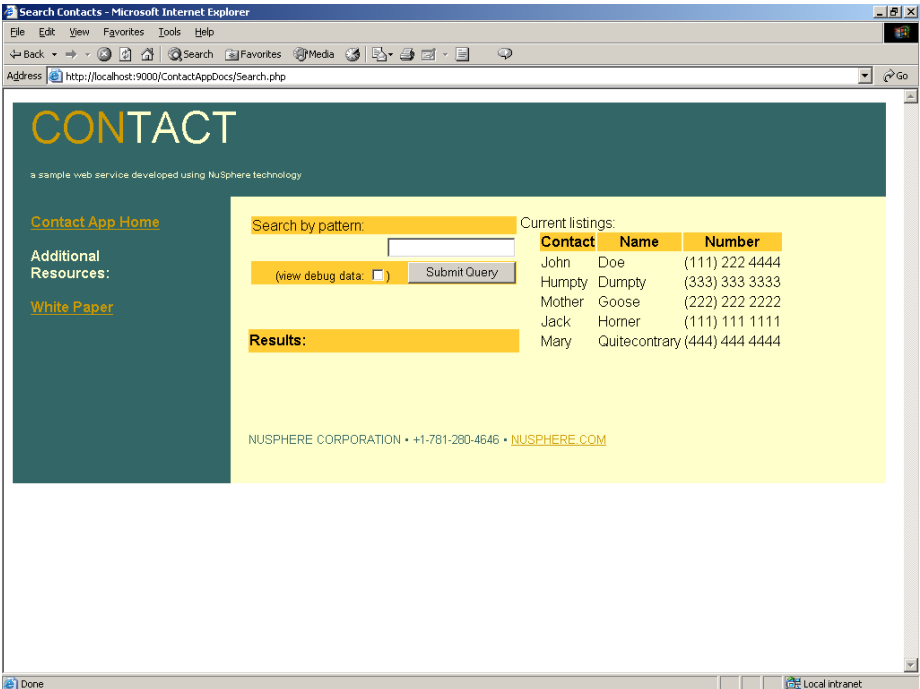 Search Contacts - Microsoft Internet Explorer
File Edit View Favorites Tools Help
Back Search Favorites Media
Address http://localhost:9000/ContactAppDocs/Search.php Go
CONTACT
a sample web service developed using NuSphere technology
Contact App Home
Additional
Resources:
White Paper
Search by pattern:
(view debug data: ) Submit Query
Results:
Current listings:
Contact Name Number
John Doe (111) 222 4444
Humpty Dumpty (333) 333 3333
Mother Goose (222) 222 2222
Jack Horner (111) 111 1111
Mary Quitecontrary (444) 444 4444
NUSPHERE CORPORATION • +1-781-280-4646 • NUSPHERE.COM
Done Local intranet